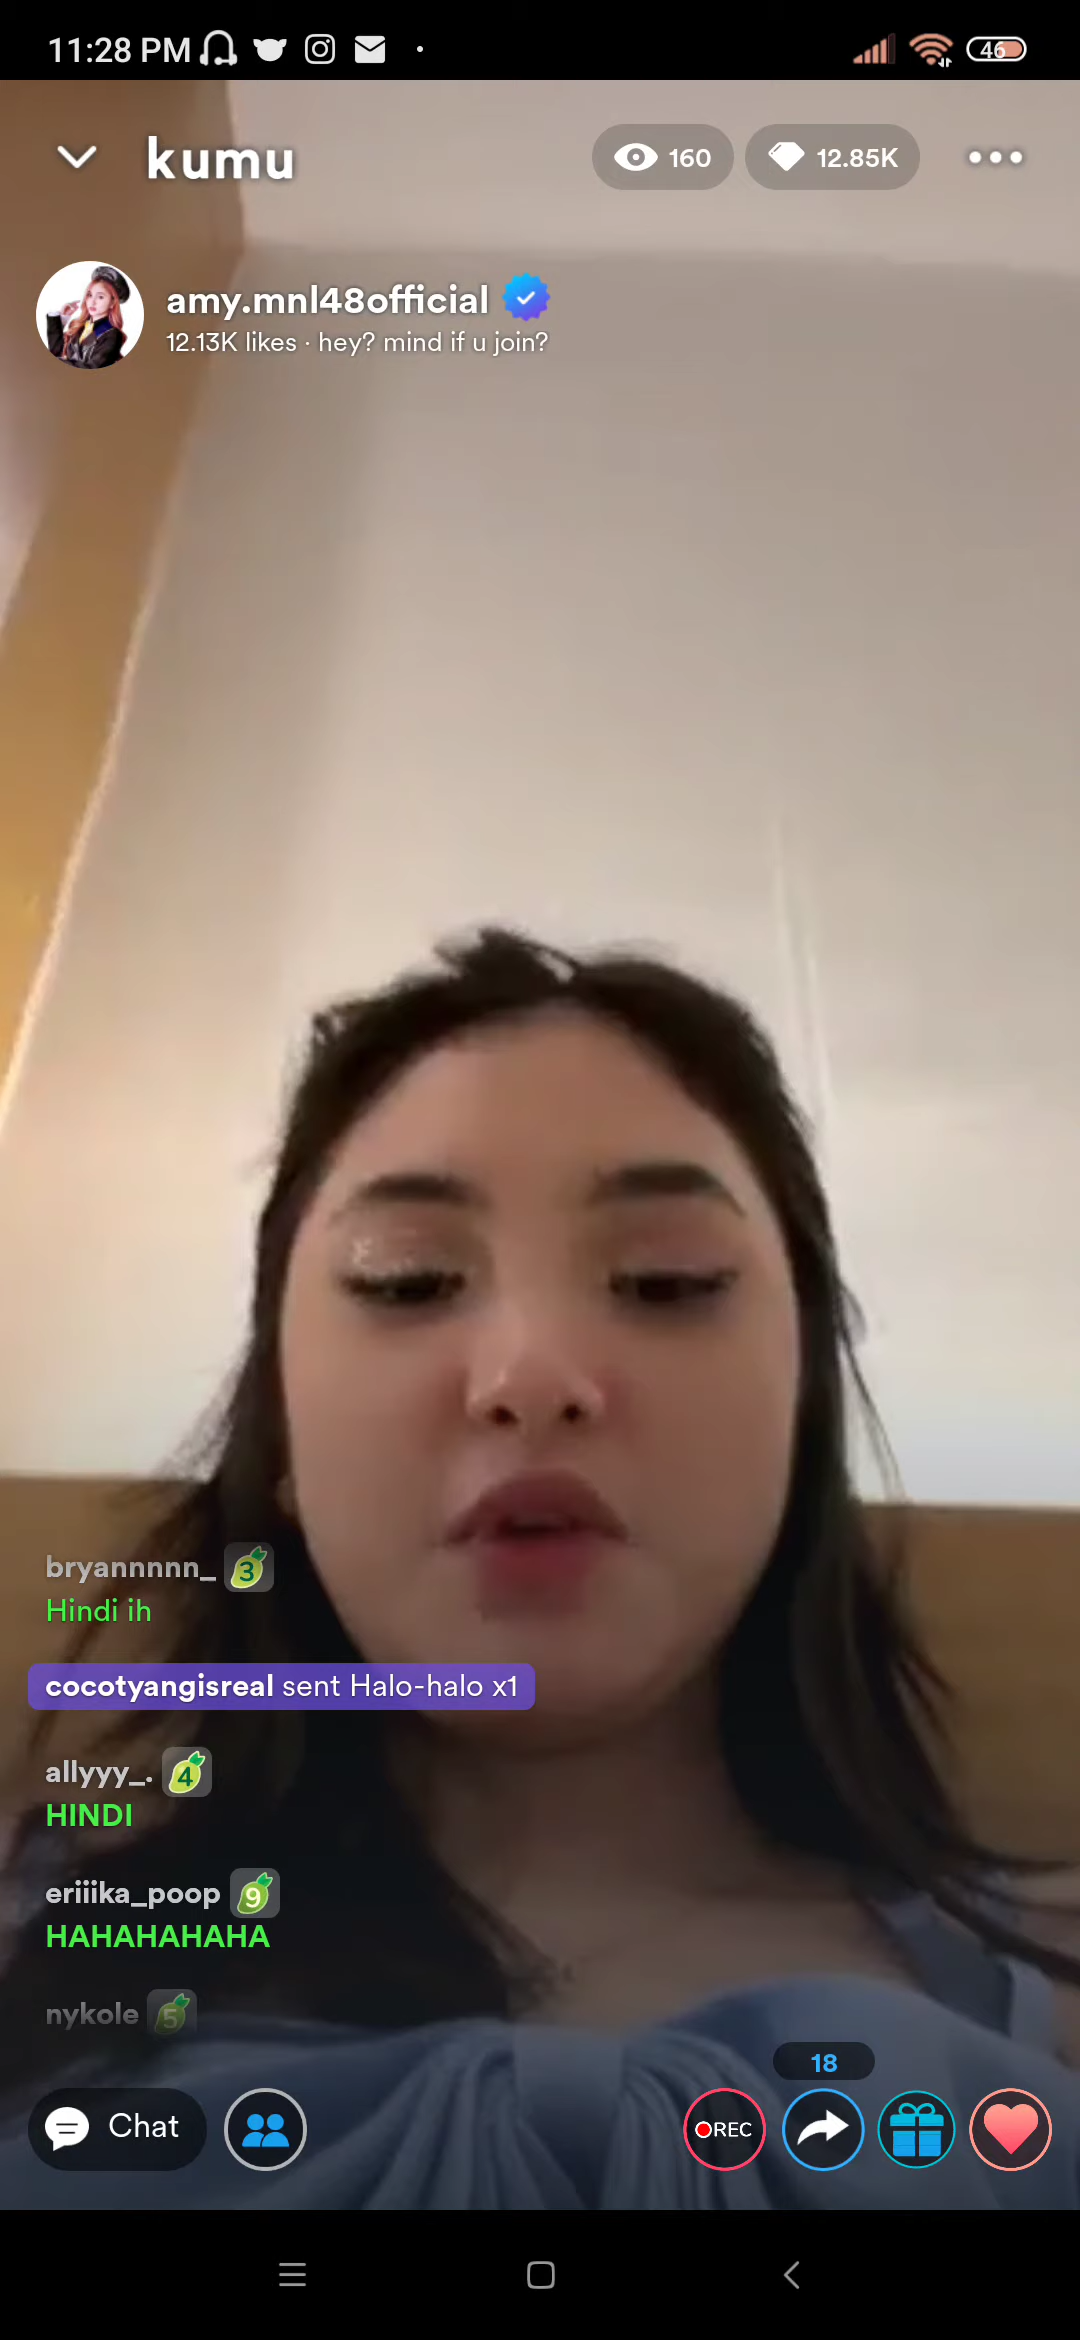 11:28 PM
46
kumu
160
12.85K
amy.mnl48official
12.13K likes · hey? mind if u join?
bryannnnn_ 3
Hindi ih
cocotyangisreal sent Halo-halo x1
allyyy_. 4
HINDI
eriiika_poop 9
HAHAHAHAHA
nykole 5
18
Chat
REC